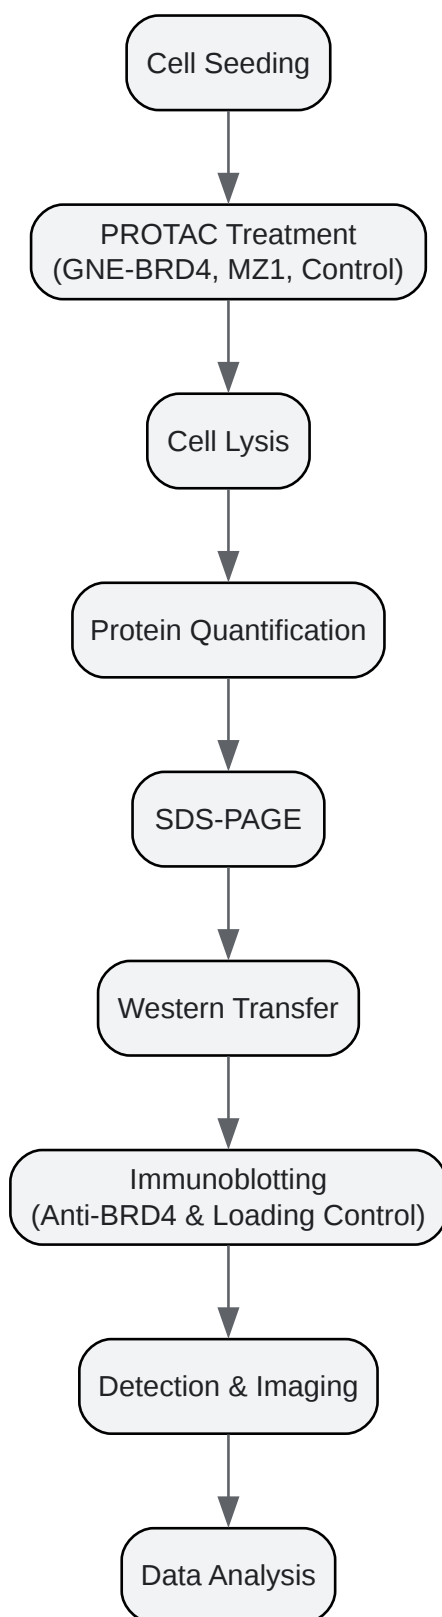 Cell Seeding
PROTAC Treatment
(GNE-BRD4, MZ1, Control)
Cell Lysis
Protein Quantification
SDS-PAGE
Western Transfer
Immunoblotting
(Anti-BRD4 & Loading Control)
Detection & Imaging
Data Analysis